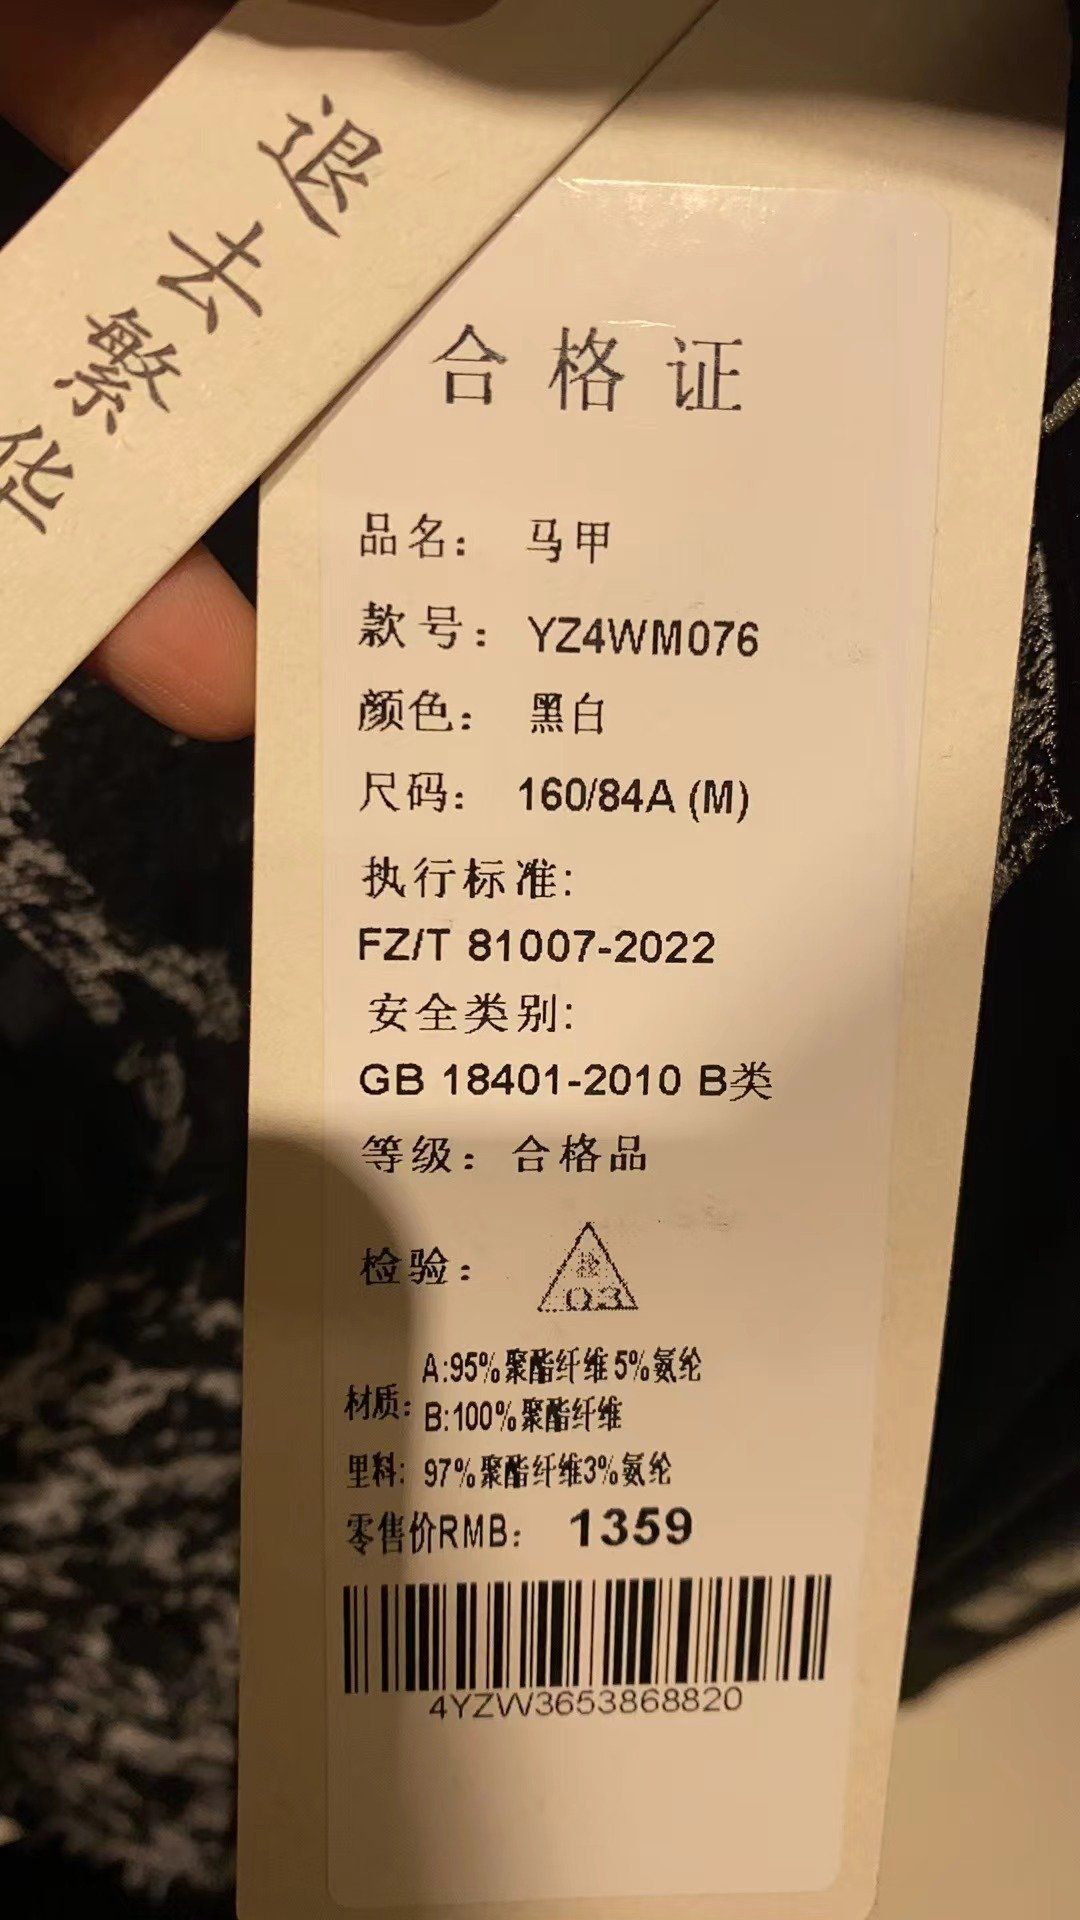 退去繁华
合格证
品名： 马甲
款号： YZ4WM076
颜色： 黑白
尺码： 160/84A (M)
执行标准:
FZ/T 81007-2022
安全类别:
GB 18401-2010 B类
等级： 合格品
检验： 检 03
材质: A:95%聚酯纤维 5%氨纶
B:100%聚酯纤维
里料: 97%聚酯纤维3%氨纶
零售价RMB： 1359
4YZW3653868820